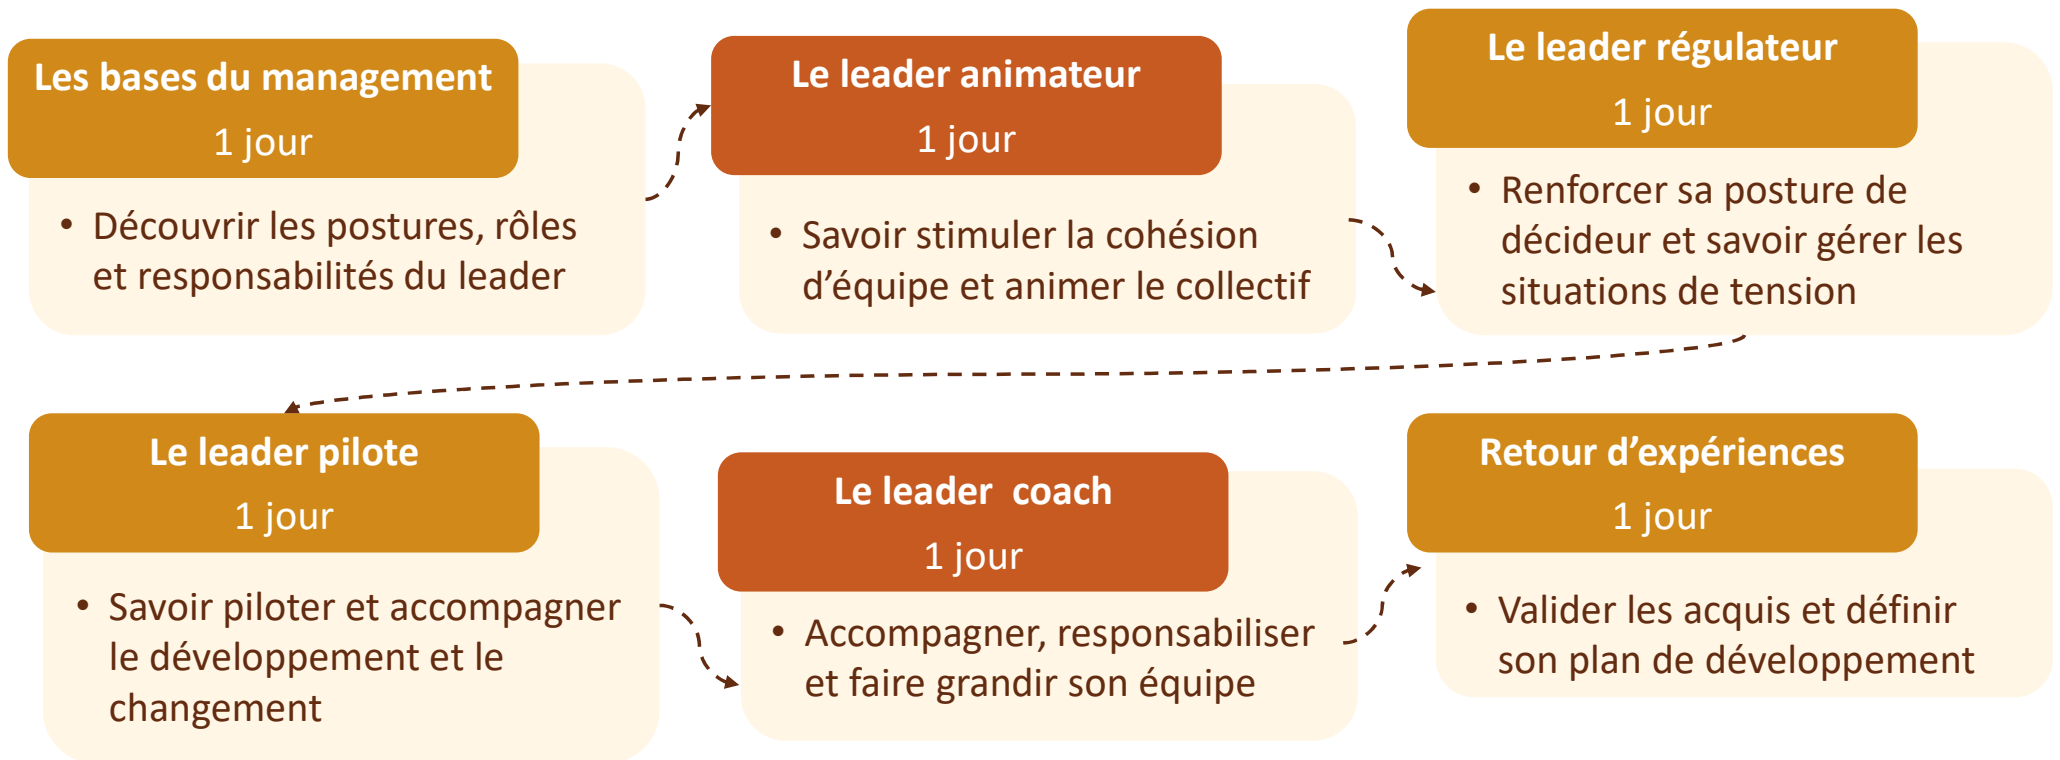 Les bases du management
1 jour
• Découvrir les postures, rôles
et responsabilités du leader
Le leader animateur
1 jour
• Savoir stimuler la cohésion
d’équipe et animer le collectif
Le leader régulateur
1 jour
• Renforcer sa posture de
décideur et savoir gérer les
situations de tension
Le leader pilote
1 jour
• Savoir piloter et accompagner
le développement et le
changement
Le leader  coach
1 jour
• Accompagner, responsabiliser
et faire grandir son équipe
Retour d’expériences
1 jour
• Valider les acquis et définir
son plan de développement